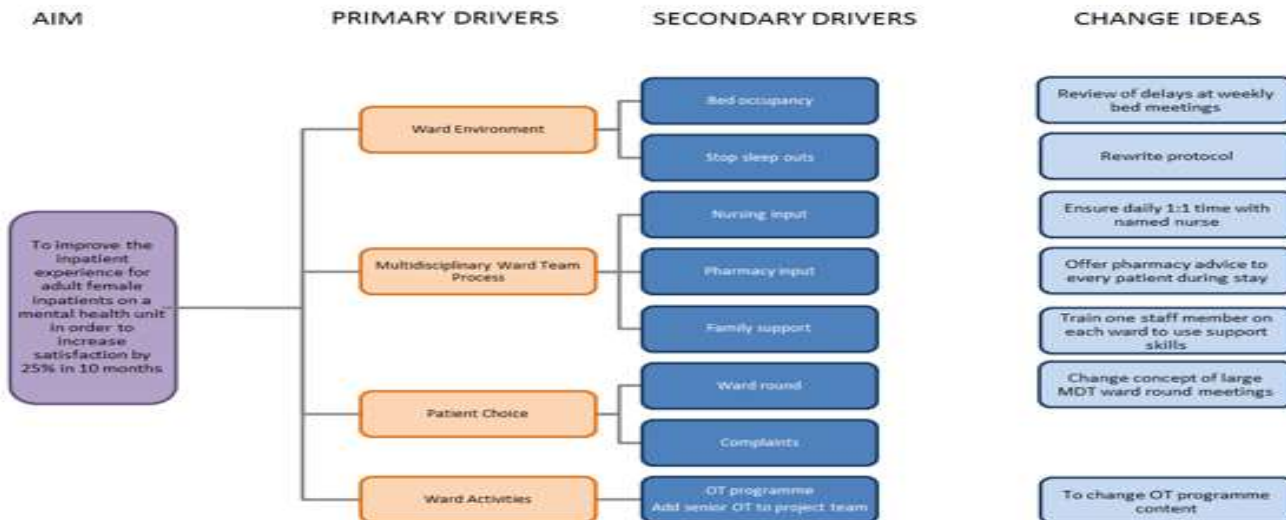 AIM
PRIMARY DRIVERS
SECONDARY DRIVERS
CHANGE IDEAS
To improve the
inpatient
experience for
adult female
inpatients on a
mental health unit
in order to
increase
satisfaction by
25% in 10 months
Ward Environment
Multidisciplinary Ward Team
Process
Patient Choice
Ward Activities
Bed occupancy
Stop sleep outs
Nursing input
Pharmacy input
Family support
Ward round
Complaints
OT programme
Add senior OT to project team
Review of delays at weekly
bed meetings
Rewrite protocol
Ensure daily 1:1 time with
named nurse
Offer pharmacy advice to
every patient during stay
Train one staff member on
each ward to use support
skills
Change concept of large
MDT ward round meetings
To change OT programme
content